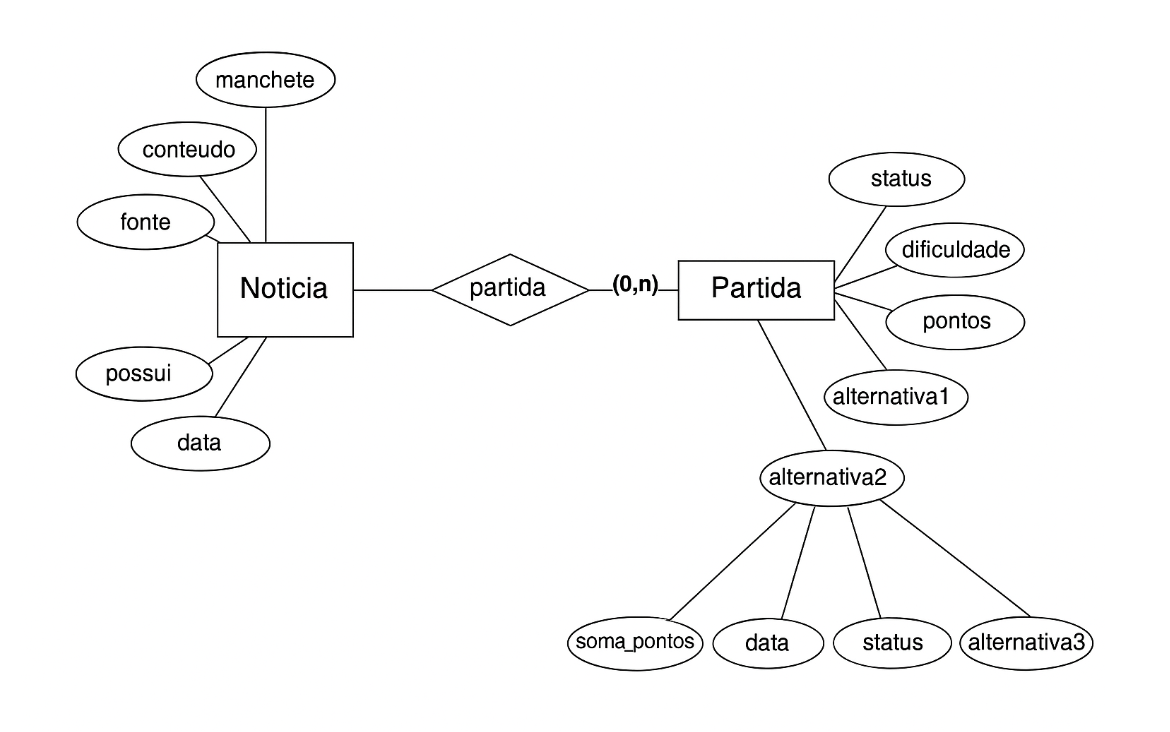 manchete
conteudo
fonte
Noticia
possui
data
partida
(0,n)
Partida
status
dificuldade
pontos
alternativa1
alternativa2
soma_pontos
data
status
alternativa3